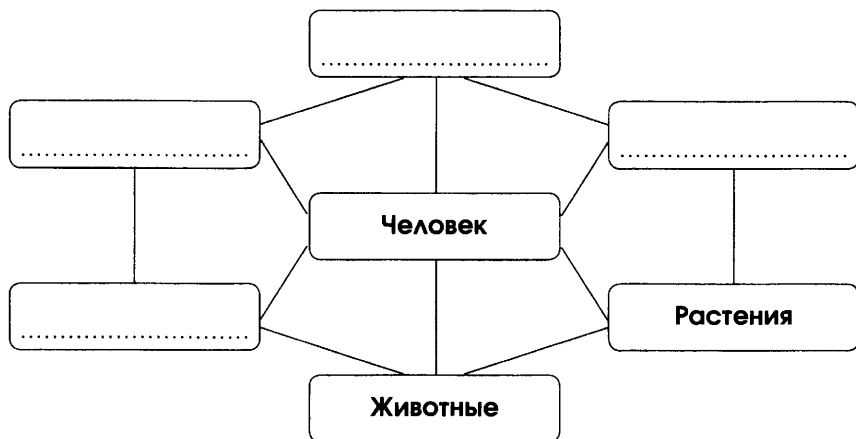 Человек
Растения
Животные